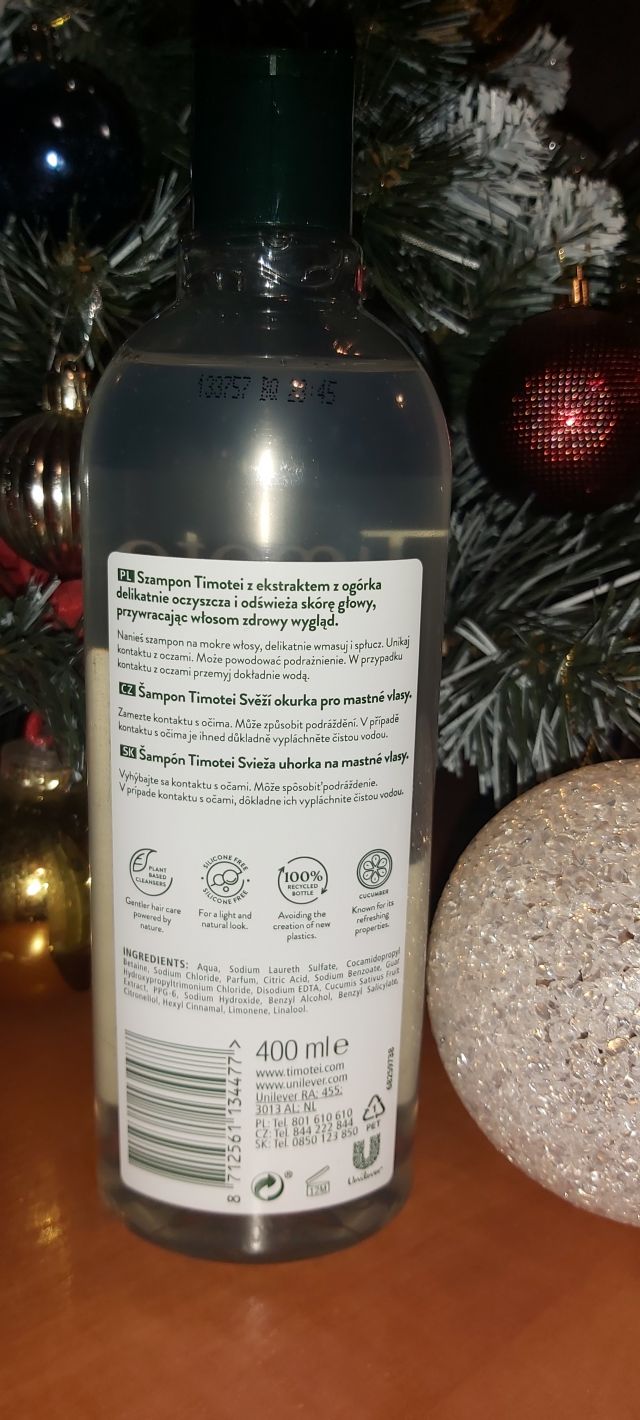 133757 BQ 23:45
PL Szampon Timotei z ekstraktem z ogórka
delikatnie oczyszcza i odświeża skórę głowy,
przywracając włosom zdrowy wygląd.
Nanieś szampon na mokre włosy, delikatnie wmasuj i spłucz. Unikaj
kontaktu z oczami. Może powodować podrażnienie. W przypadku
kontaktu z oczami przemyj dokładnie wodą.
CZ Šampon Timotei Svěží okurka pro mastné vlasy.
Zamezte kontaktu s očima. Může způsobit podráždění. V případě
kontaktu s očima je ihned důkladně vypláchněte čistou vodou.
SK Šampón Timotei Svieža uhorka na mastné vlasy.
Vyhýbajte sa kontaktu s očami. Môže spôsobiť podráždenie.
V prípade kontaktu s očami, dôkladne ich vypláchnite čistou vodou.
PLANT
BASED
CLEANSERS
Gentler hair care
powered by
nature.
SILICONE FREE
SILICONE FREE
For a light and
natural look.
100%
RECYCLED
BOTTLE
Avoiding the
creation of new
plastics.
CUCUMBER
Known for its
refreshing
properties.
INGREDIENTS: Aqua, Sodium Laureth Sulfate, Cocamidopropyl
Betaine, Sodium Chloride, Parfum, Citric Acid, Sodium Benzoate, Guar
Hydroxypropyltrimonium Chloride, Disodium EDTA, Cucumis Sativus Fruit
Extract, PPG-6, Sodium Hydroxide, Benzyl Alcohol, Benzyl Salicylate,
Citronellol, Hexyl Cinnamal, Limonene, Linalool.
8 712561 134477 >
400 ml e
www.timotei.com
www.unilever.com
Unilever RA; 455;
3013 AL; NL
PL: Tel. 801 610 610
CZ: Tel. 844 222 844
SK: Tel. 0850 123 850
PET
12M
Unilever